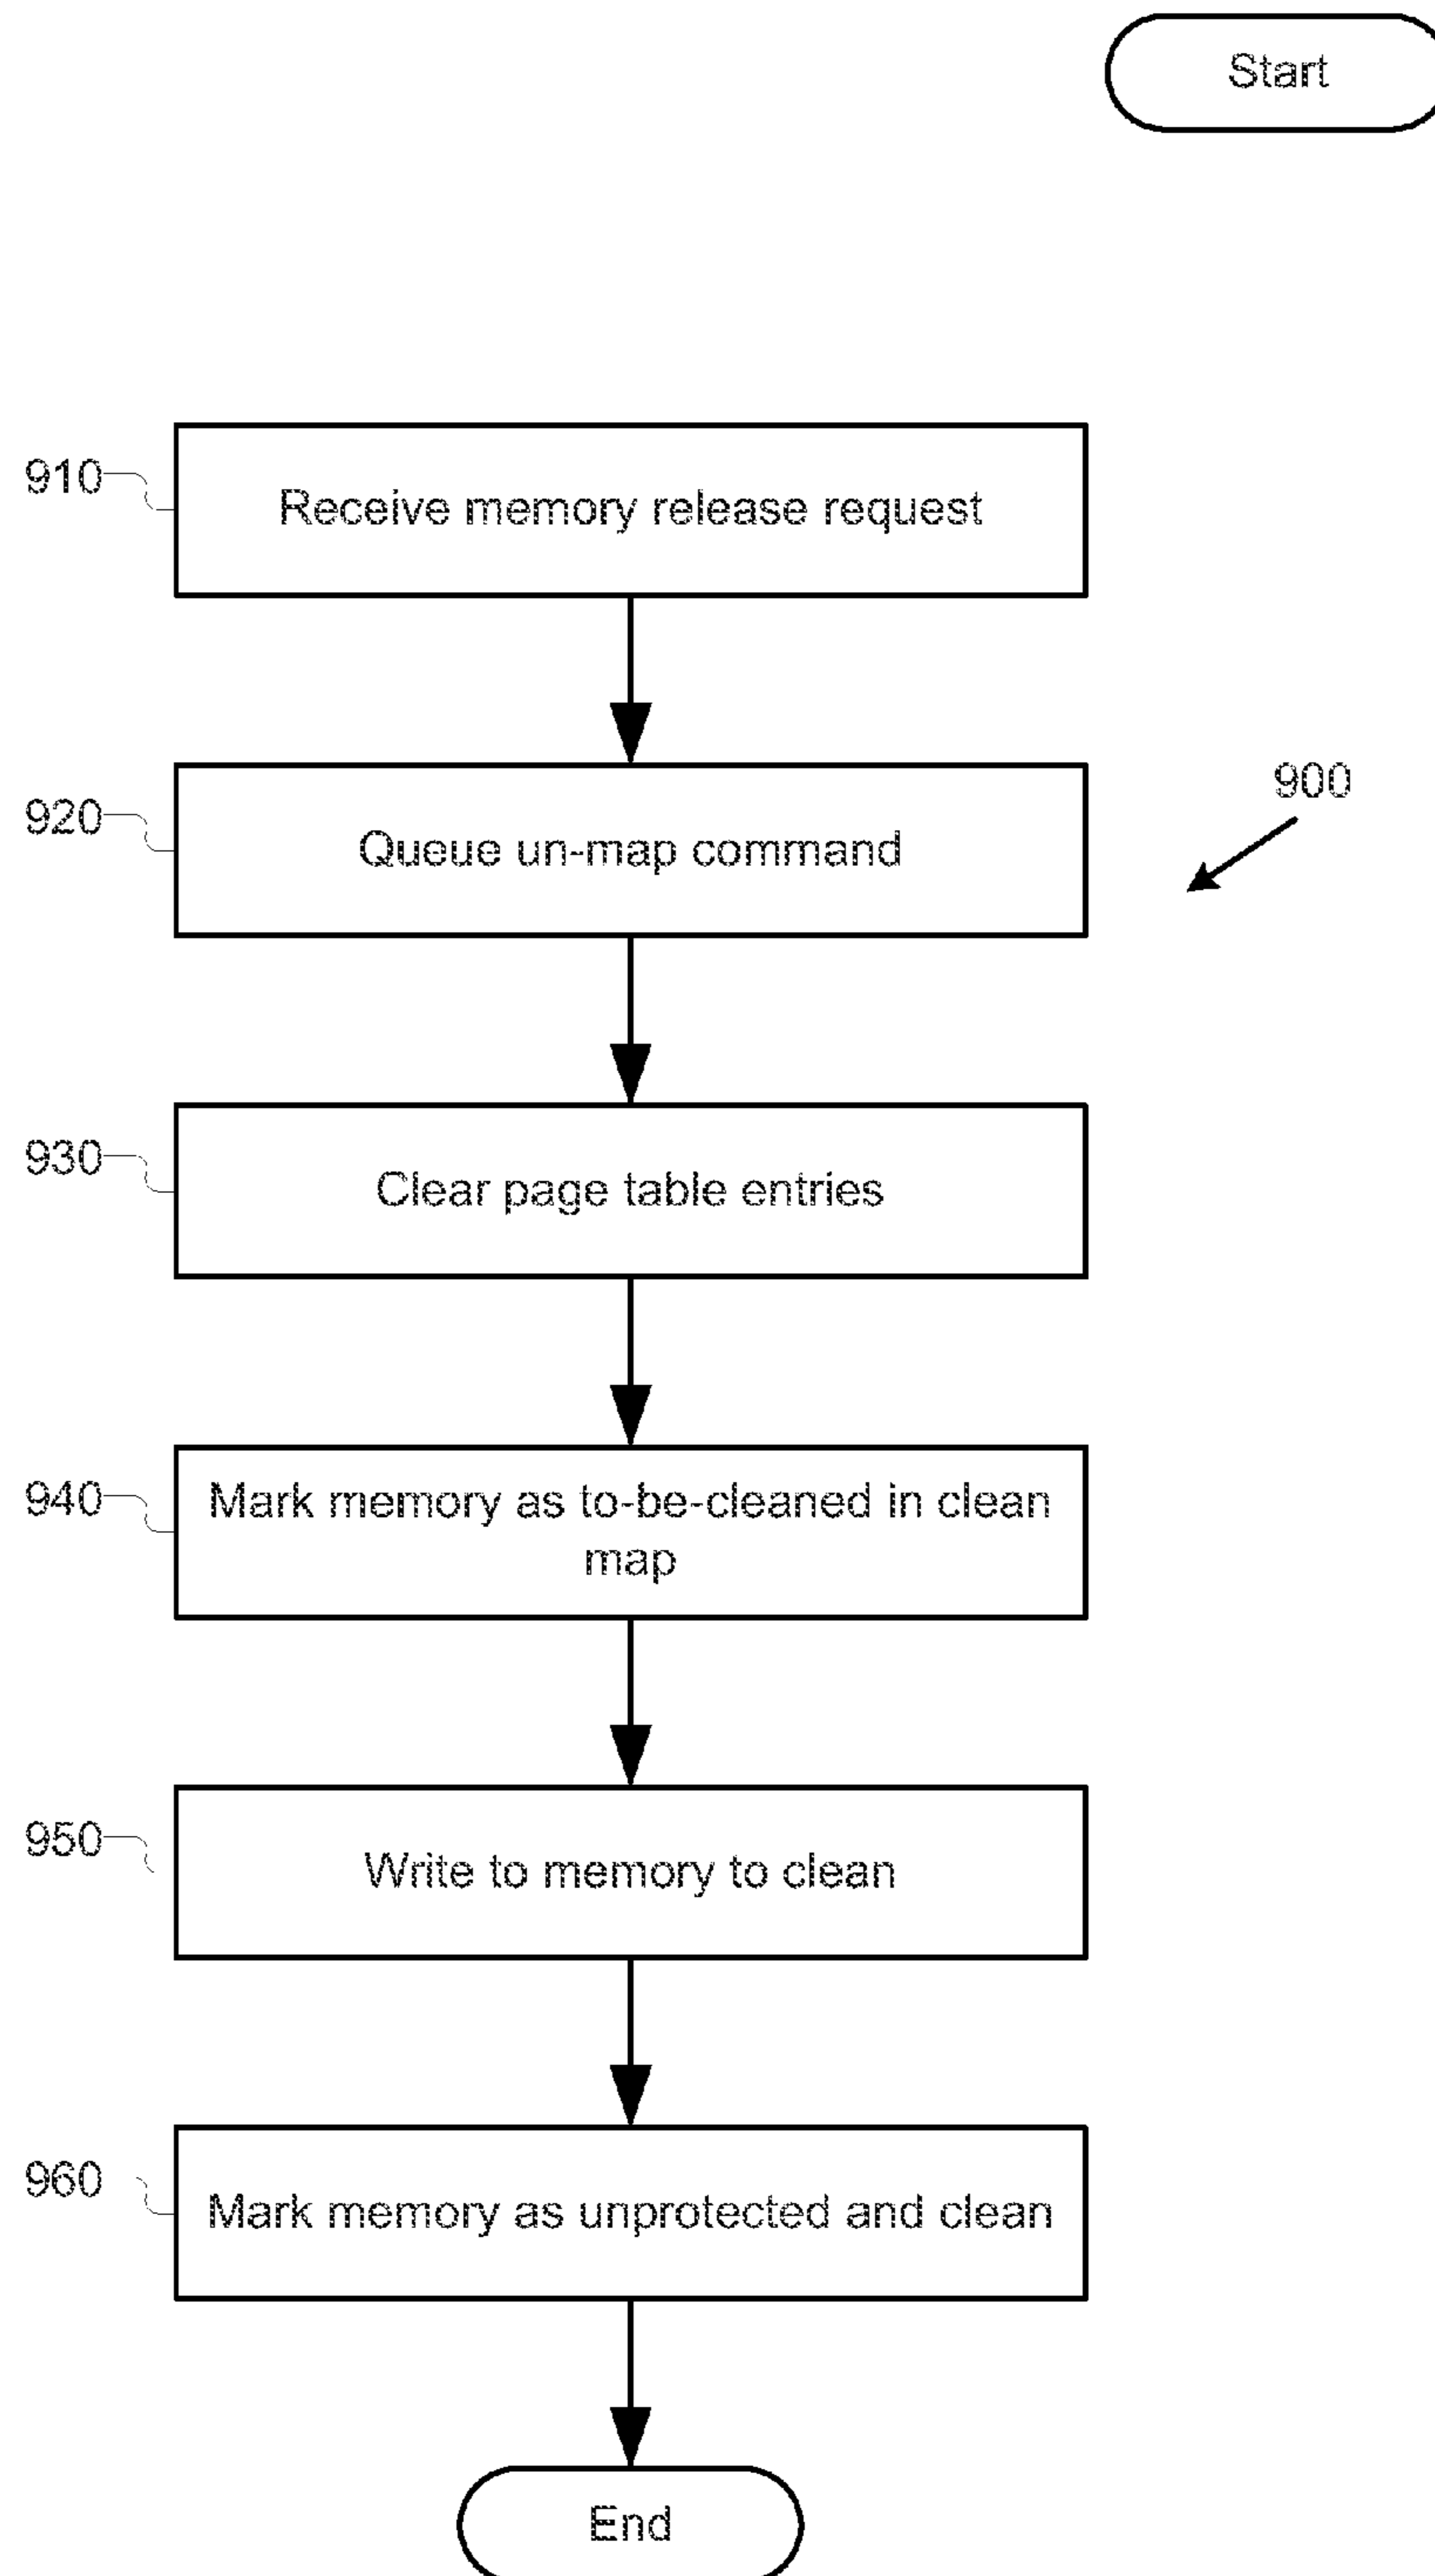 Start
910
Receive memory release request
920
Queue un-map command
900
930
Clear page table entries
940
Mark memory as to-be-cleaned in clean
map
950
Write to memory to clean
960
Mark memory as unprotected and clean
End